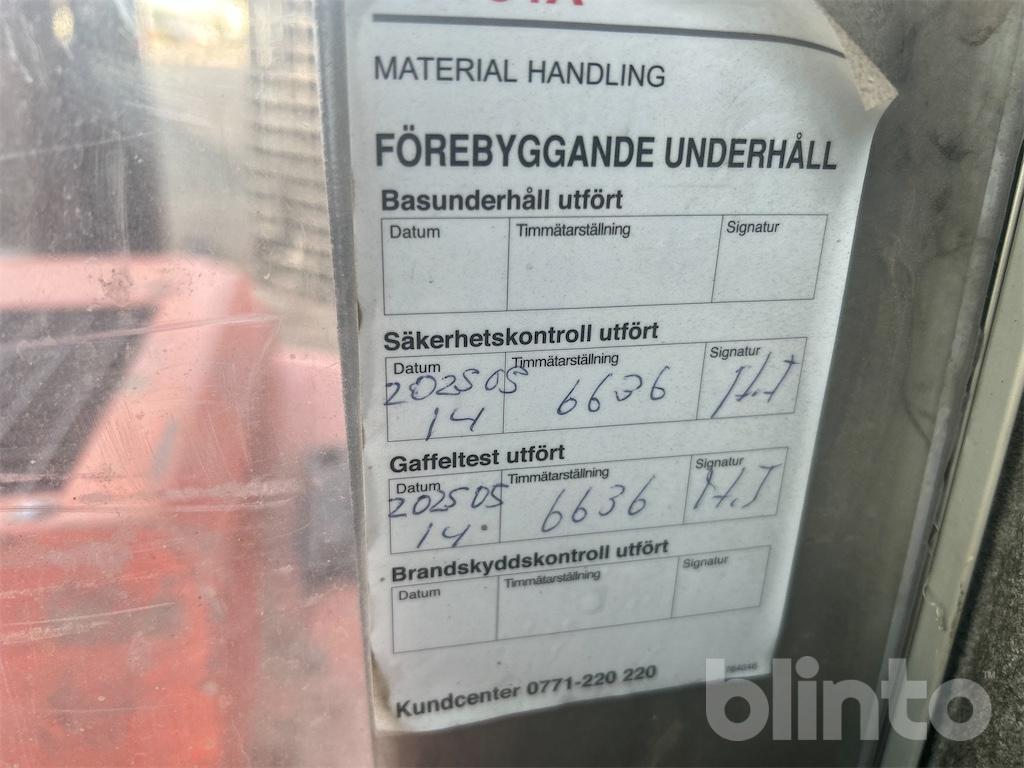 MATERIAL HANDLING
FÖREBYGGANDE UNDERHÅLL
Basunderhåll utfört
Datum Timmätarställning Signatur
Säkerhetskontroll utfört
Datum Timmätarställning Signatur
202505 6636 H.J
14
Gaffeltest utfört
Datum Timmätarställning Signatur
202505 6636 H.J
14
Brandskyddskontroll utfört
Datum Timmätarställning Signatur
Kundcenter 0771-220 220
blinto™